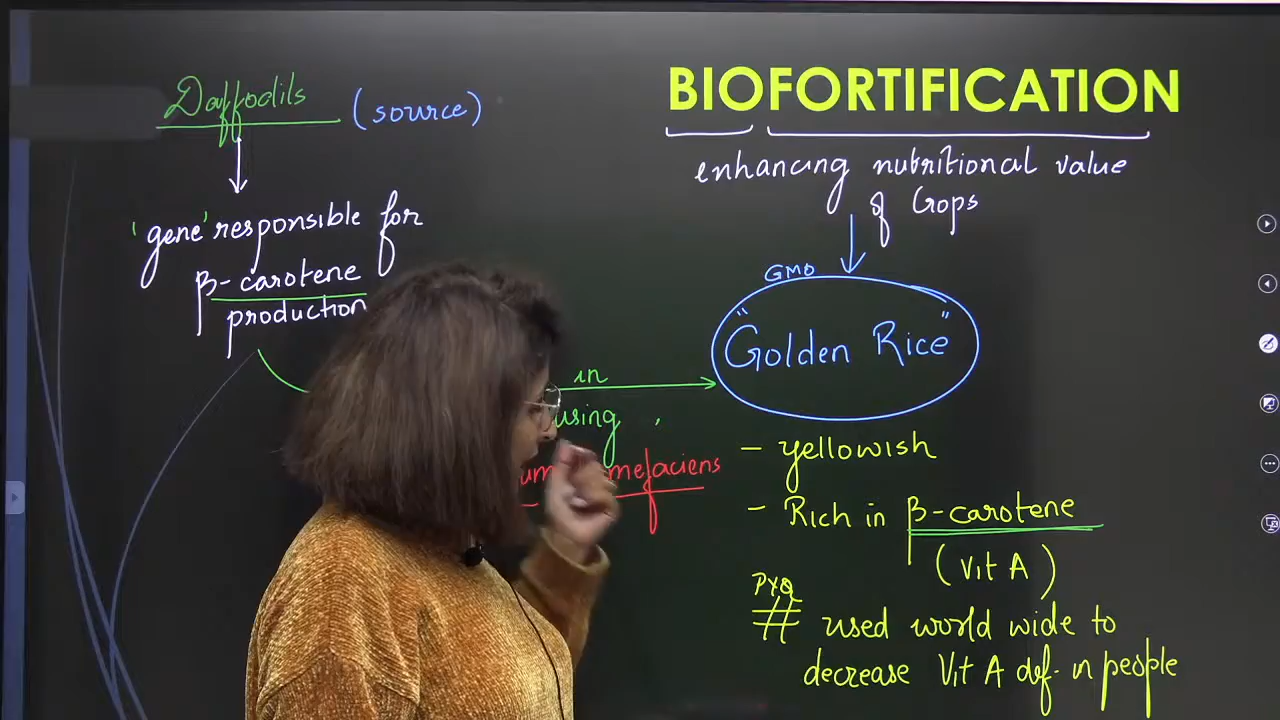 Daffodils (source)
'gene' responsible for
β-carotene
production
in
using
mefaciens
BIOFORTIFICATION
enhancing nutritional value
of Crops
GMO
"Golden Rice"
- yellowish
- Rich in β-carotene
(Vit A)
PYQ
# used world wide to
decrease Vit A def. in people